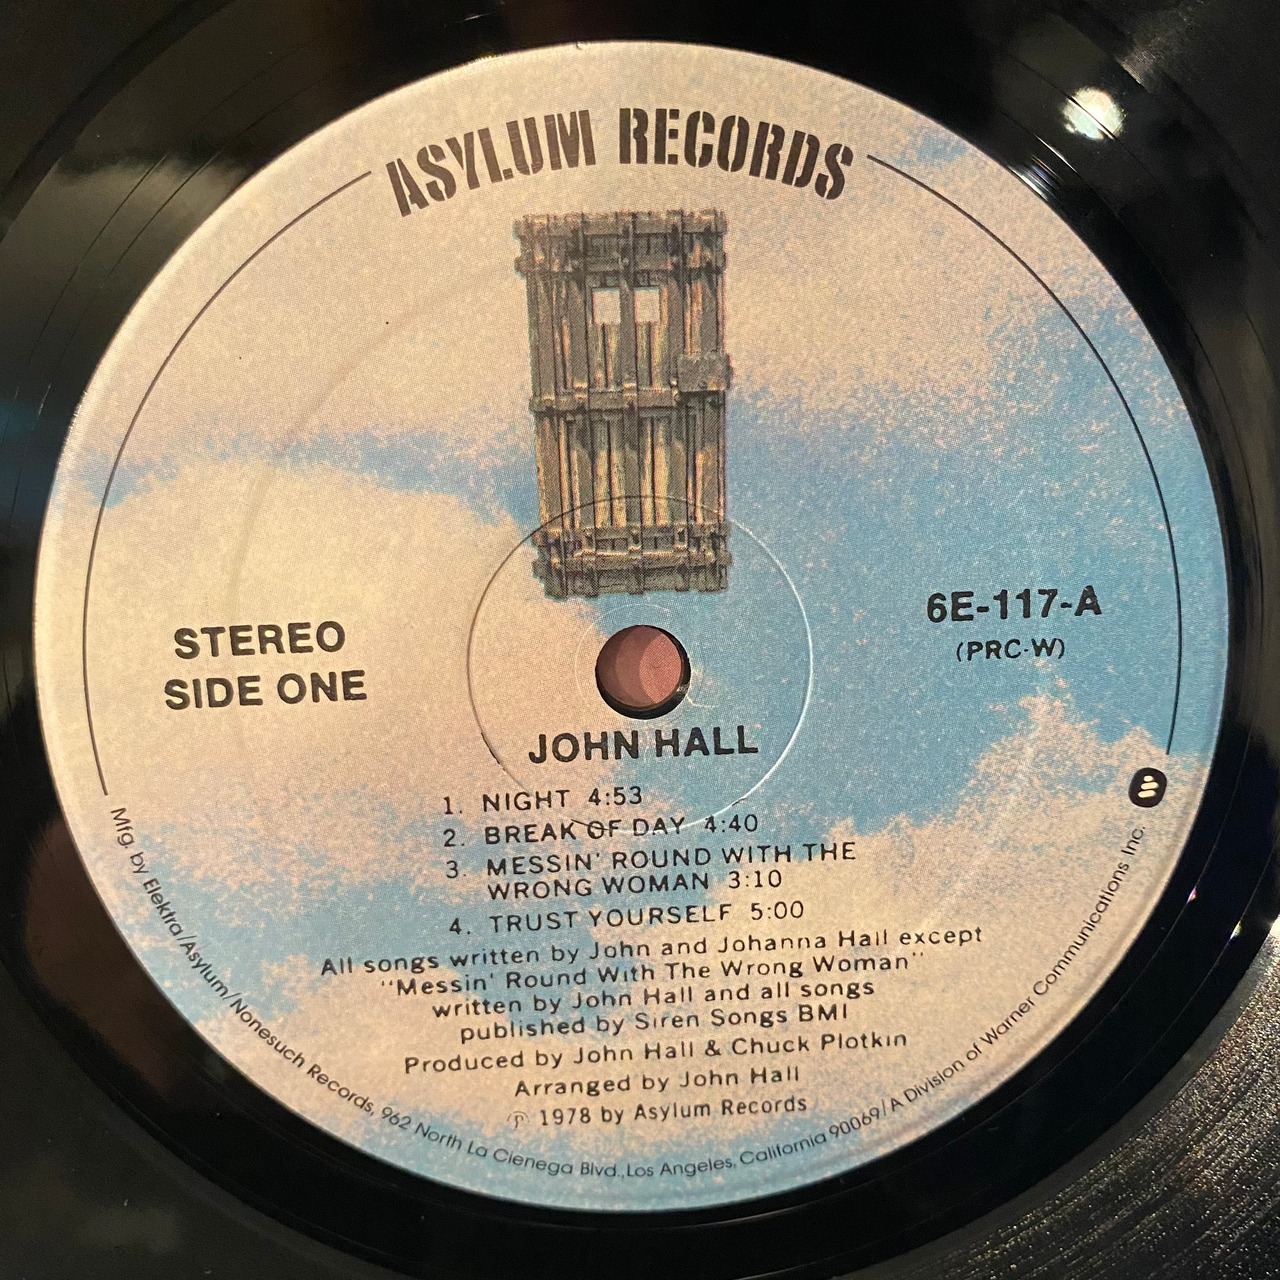 ASYLUM RECORDS
STEREO
SIDE ONE
6E-117-A
(PRC-W)
JOHN HALL
1. NIGHT 4:53
2. BREAK OF DAY 4:40
3. MESSIN' ROUND WITH THE
WRONG WOMAN 3:10
4. TRUST YOURSELF 5:00
All songs written by John and Johanna Hall except
"Messin' Round With The Wrong Woman"
written by John Hall and all songs
published by Siren Songs BMI
Produced by John Hall & Chuck Plotkin
Arranged by John Hall
℗ 1978 by Asylum Records
Mfg. by Elektra/Asylum/Nonesuch Records, 962 North La Cienega Blvd., Los Angeles, California 90069/A Division of Warner Communications Inc.